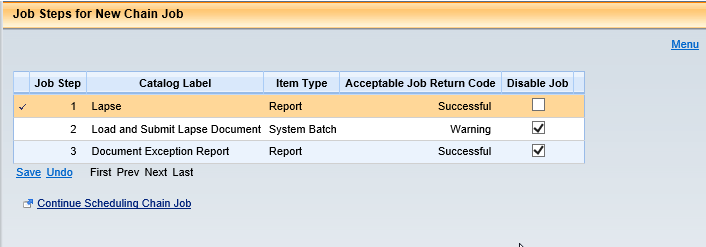 Job Steps for New Chain Job
Menu
Job Step Catalog Label Item Type Acceptable Job Return Code Disable Job
1 Lapse Report Successful
2 Load and Submit Lapse Document System Batch Warning
3 Document Exception Report Report Successful
Save Undo First Prev Next Last
Continue Scheduling Chain Job